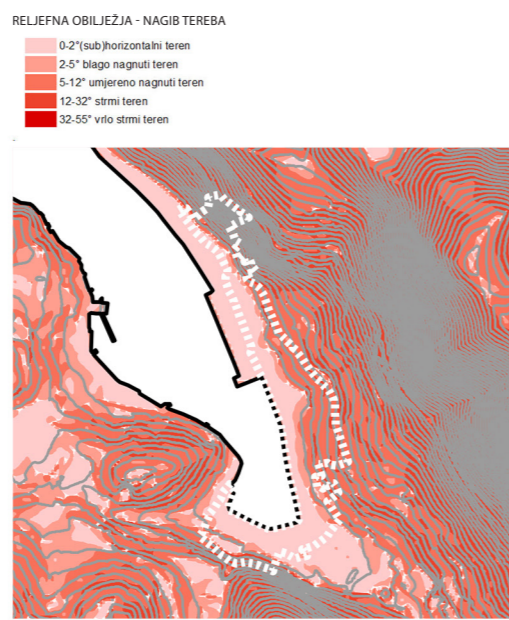 RELJEFNA OBILJEŽJA - NAGIB TEREBA
0-2°(sub)horizontalni teren
2-5° blago nagnuti teren
5-12° umjereno nagnuti teren
12-32° strmi teren
32-55° vrlo strmi teren